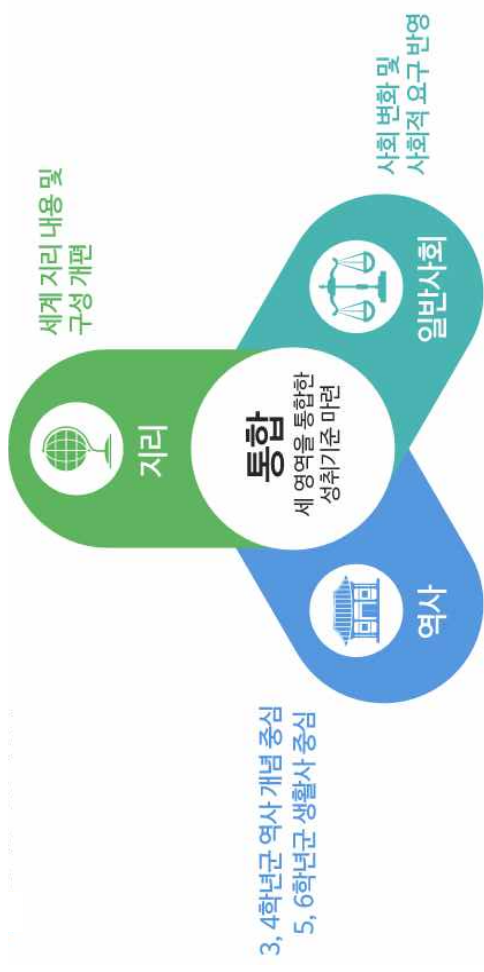 세계 지리 내용 및
구성 개편
지리
통합
세 영역을 통합한
성취기준 마련
3, 4학년군 역사 개념 중심
5, 6학년군 생활사 중심
역사
일반사회
사회 변화 및
사회적 요구 반영